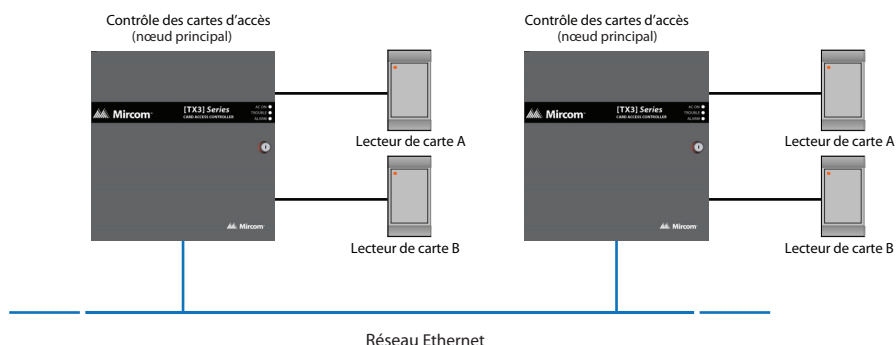 Contrôle des cartes d'accès
(nœud principal)
Mircom
[TX3] Series
CARD ACCESS CONTROLLER
AC ON
TROUBLE
ALARM
Mircom
Lecteur de carte A
Lecteur de carte B
Contrôle des cartes d'accès
(nœud principal)
Mircom
[TX3] Series
CARD ACCESS CONTROLLER
AC ON
TROUBLE
ALARM
Mircom
Lecteur de carte A
Lecteur de carte B
Réseau Ethernet